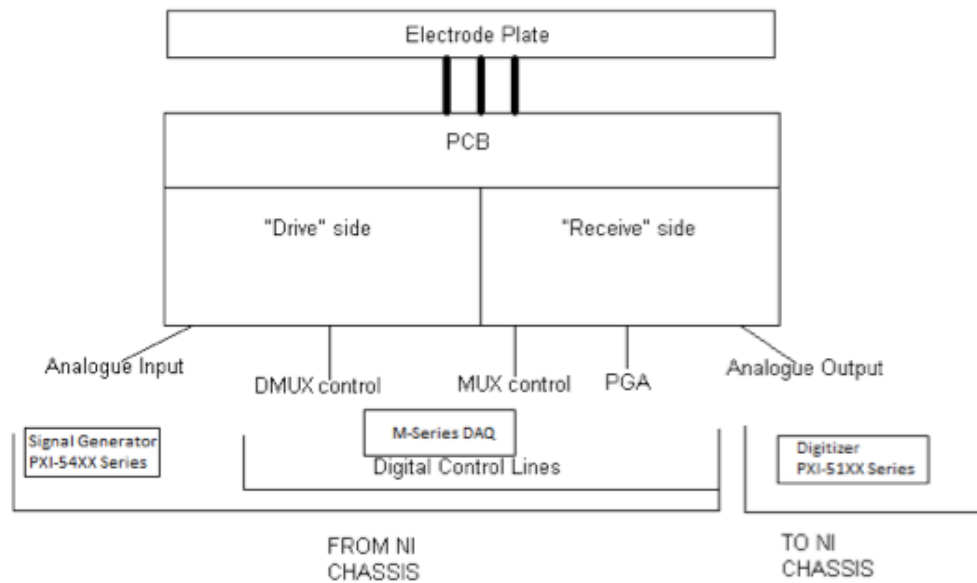 Electrode Plate
PCB
"Drive" side
"Receive" side
Analogue Input
DMUX control
MUX control
PGA
Analogue Output
Signal Generator
PXI-54XX Series
M-Series DAQ
Digital Control Lines
Digitizer
PXI-51XX Series
FROM NI
CHASSIS
TO NI
CHASSIS